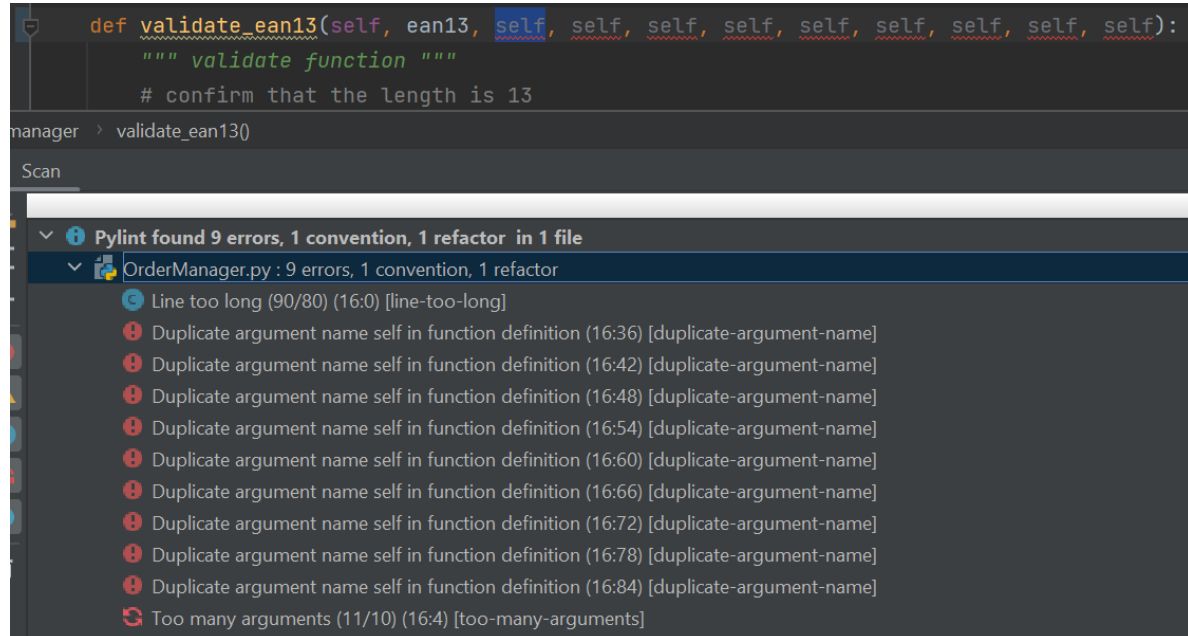 def validate_ean13(self, ean13, self, self, self, self, self, self, self, self, self):
""" validate function """
# confirm that the length is 13
manager > validate_ean13()
Scan
Pylint found 9 errors, 1 convention, 1 refactor in 1 file
OrderManager.py : 9 errors, 1 convention, 1 refactor
C Line too long (90/80) (16:0) [line-too-long]
Duplicate argument name self in function definition (16:36) [duplicate-argument-name]
Duplicate argument name self in function definition (16:42) [duplicate-argument-name]
Duplicate argument name self in function definition (16:48) [duplicate-argument-name]
Duplicate argument name self in function definition (16:54) [duplicate-argument-name]
Duplicate argument name self in function definition (16:60) [duplicate-argument-name]
Duplicate argument name self in function definition (16:66) [duplicate-argument-name]
Duplicate argument name self in function definition (16:72) [duplicate-argument-name]
Duplicate argument name self in function definition (16:78) [duplicate-argument-name]
Duplicate argument name self in function definition (16:84) [duplicate-argument-name]
Too many arguments (11/10) (16:4) [too-many-arguments]